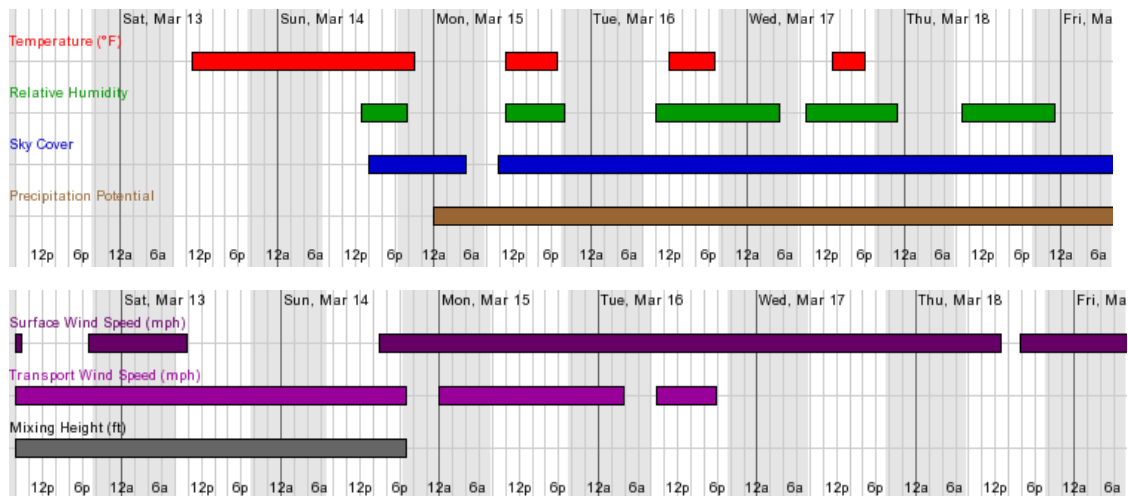 Sat, Mar 13 Sun, Mar 14 Mon, Mar 15 Tue, Mar 16 Wed, Mar 17 Thu, Mar 18 Fri, Ma
Temperature (°F)
Relative Humidity
Sky Cover
Precipitation Potential
12p 6p 12a 6a 12p 6p 12a 6a 12p 6p 12a 6a 12p 6p 12a 6a 12p 6p 12a 6a 12p 6p 12a 6a 12p 6p 12a 6a
Sat, Mar 13 Sun, Mar 14 Mon, Mar 15 Tue, Mar 16 Wed, Mar 17 Thu, Mar 18 Fri, Ma
Surface Wind Speed (mph)
Transport Wind Speed (mph)
Mixing Height (ft)
12p 6p 12a 6a 12p 6p 12a 6a 12p 6p 12a 6a 12p 6p 12a 6a 12p 6p 12a 6a 12p 6p 12a 6a 12p 6p 12a 6a